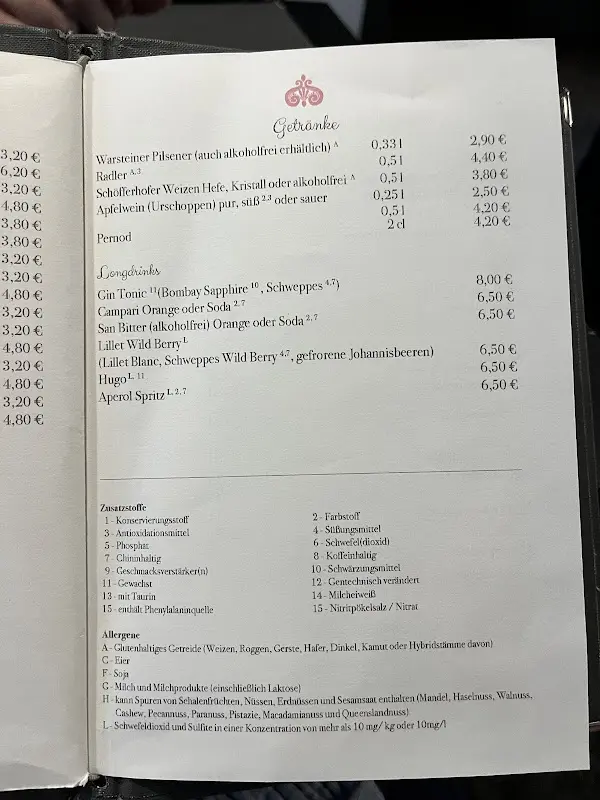 3,20 €
6,20 €
3,20 €
4,80 €
3,80 €
3,80 €
3,20 €
3,20 €
4,80 €
3,20 €
3,20 €
4,80 €
3,20 €
4,80 €
3,20 €
4,80 €
Getränke
Warsteiner Pilsener (auch alkoholfrei erhältlich) A 0,33 l 2,90 €
Radler A, 3 0,5 l 4,40 €
Schöfferhofer Weizen Hefe, Kristall oder alkoholfrei A 0,5 l 3,80 €
Apfelwein (Urschoppen) pur, süß 2,3 oder sauer 0,25 l 2,50 €
0,5 l 4,20 €
Pernod 2 cl 4,20 €
Longdrinks
Gin Tonic 11 (Bombay Sapphire 10, Schweppes 4,7) 8,00 €
Campari Orange oder Soda 2, 7 6,50 €
San Bitter (alkoholfrei) Orange oder Soda 2, 7 6,50 €
Lillet Wild Berry L
(Lillet Blanc, Schweppes Wild Berry 4,7, gefrorene Johannisbeeren) 6,50 €
Hugo L, 11 6,50 €
Aperol Spritz L, 2, 7 6,50 €
Zusatzstoffe
1 - Konservierungsstoff 2 - Farbstoff
3 - Antioxidationsmittel 4 - Süßungsmittel
5 - Phosphat 6 - Schwefel(dioxid)
7 - Chininhaltig 8 - Koffeinhaltig
9 - Geschmacksverstärker(n) 10 - Schwärzungsmittel
11 - Gewachst 12 - Gentechnisch verändert
13 - mit Taurin 14 - Milcheiweiß
15 - enthält Phenylalaninquelle 15 - Nitritpökelsalz / Nitrat
Allergene
A - Glutenhaltiges Getreide (Weizen, Roggen, Gerste, Hafer, Dinkel, Kamut oder Hybridstämme davon)
C - Eier
F - Soja
G - Milch und Milchprodukte (einschließlich Laktose)
H - kann Spuren von Schalenfrüchten, Nüssen, Erdnüssen und Sesamsaat enthalten (Mandel, Haselnuss, Walnuss,
Cashew, Pecannuss, Paranuss, Pistazie, Macadamianuss und Queenslandnuss)
L - Schwefeldioxid und Sulfite in einer Konzentration von mehr als 10 mg/ kg oder 10mg/l